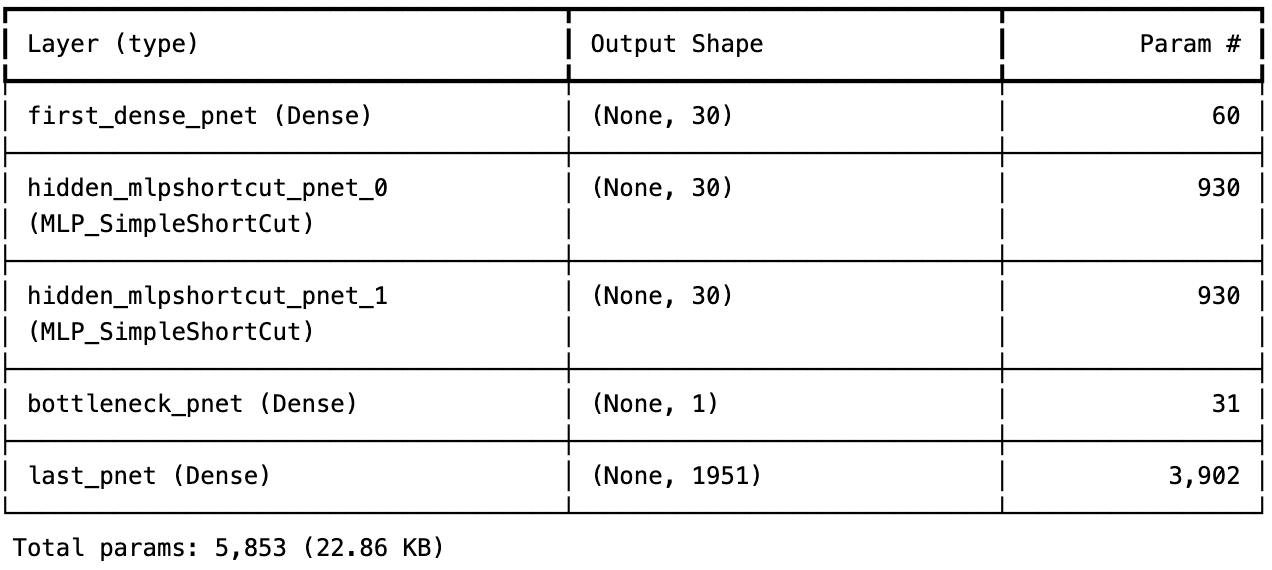 Layer (type) Output Shape Param #
first_dense_pnet (Dense) (None, 30) 60
hidden_mlpshortcut_pnet_0 (None, 30) 930
(MLP_SimpleShortCut)
hidden_mlpshortcut_pnet_1 (None, 30) 930
(MLP_SimpleShortCut)
bottleneck_pnet (Dense) (None, 1) 31
last_pnet (Dense) (None, 1951) 3,902
Total params: 5,853 (22.86 KB)